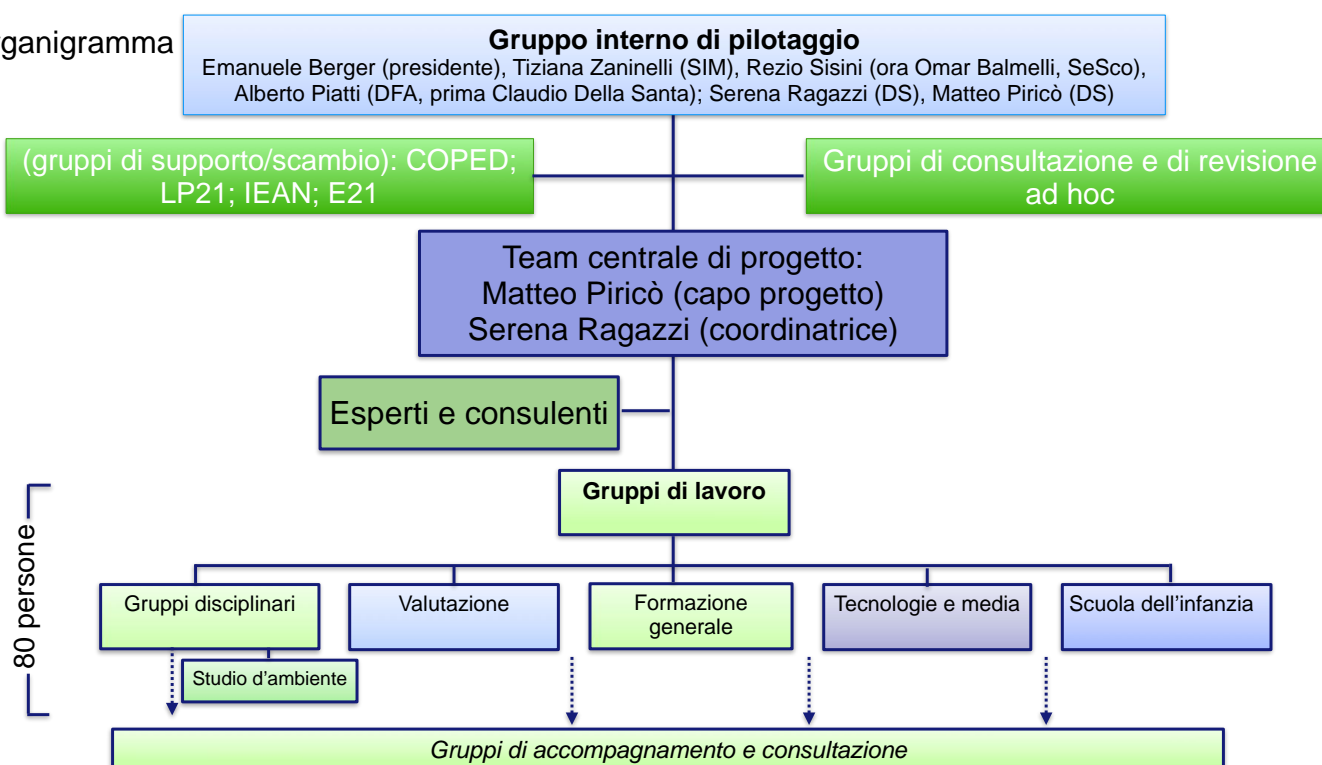 ganigramma
Gruppo interno di pilotaggio
Emanuele Berger (presidente), Tiziana Zaninelli (SIM), Rezio Sisini (ora Omar Balmelli, SeSco),
Alberto Piatti (DFA, prima Claudio Della Santa); Serena Ragazzi (DS), Matteo Piricò (DS)
(gruppi di supporto/scambio): COPED;
LP21; IEAN; E21
Gruppi di consultazione e di revisione
ad hoc
Team centrale di progetto:
Matteo Piricò (capo progetto)
Serena Ragazzi (coordinatrice)
Esperti e consulenti
Gruppi di lavoro
80 persone
Gruppi disciplinari
Valutazione
Formazione
generale
Tecnologie e media
Scuola dell’infanzia
Studio d’ambiente
Gruppi di accompagnamento e consultazione